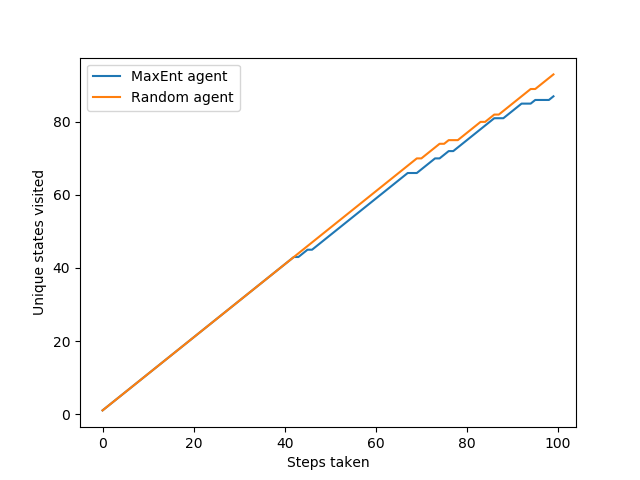 MaxEnt agent
Random agent
Unique states visited
80
60
40
20
0
0 20 40 60 80 100
Steps taken